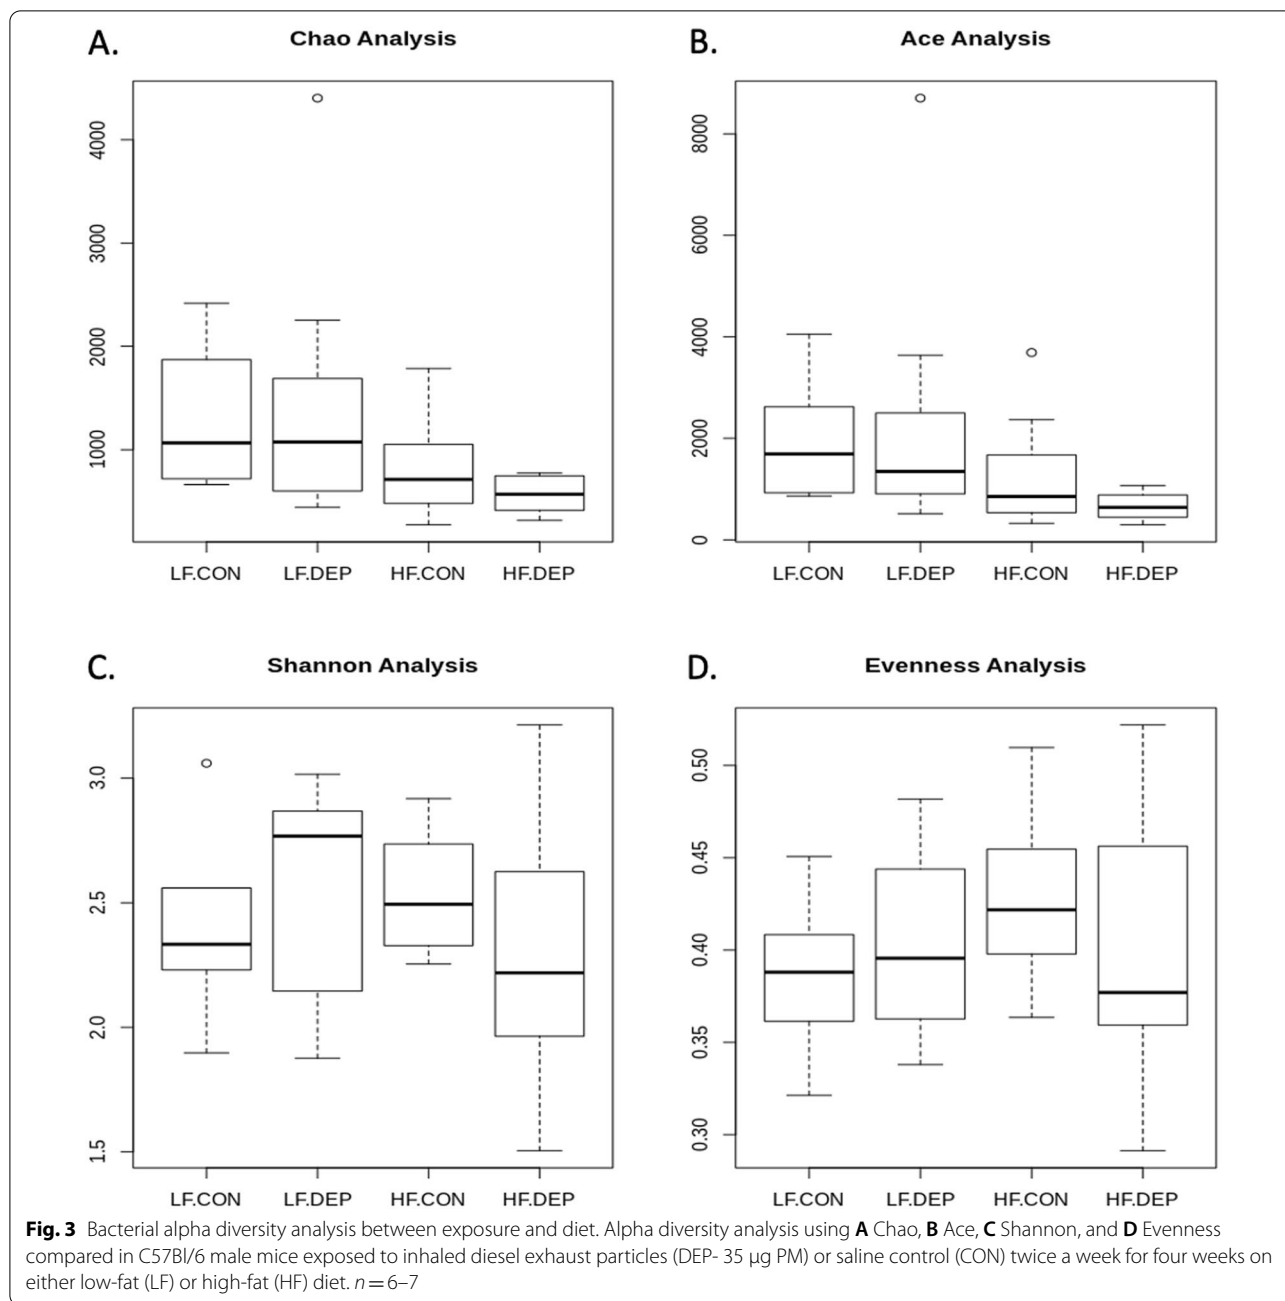 A.
Chao Analysis
4000
3000
2000
1000
LF.CON LF.DEP HF.CON HF.DEP
B.
Ace Analysis
8000
6000
4000
2000
0
LF.CON LF.DEP HF.CON HF.DEP
C.
Shannon Analysis
3.0
2.5
2.0
1.5
LF.CON LF.DEP HF.CON HF.DEP
D.
Evenness Analysis
0.50
0.45
0.40
0.35
0.30
LF.CON LF.DEP HF.CON HF.DEP
Fig. 3 Bacterial alpha diversity analysis between exposure and diet. Alpha diversity analysis using A Chao, B Ace, C Shannon, and D Evenness
compared in C57Bl/6 male mice exposed to inhaled diesel exhaust particles (DEP- 35 μg PM) or saline control (CON) twice a week for four weeks on
either low-fat (LF) or high-fat (HF) diet. n = 6–7